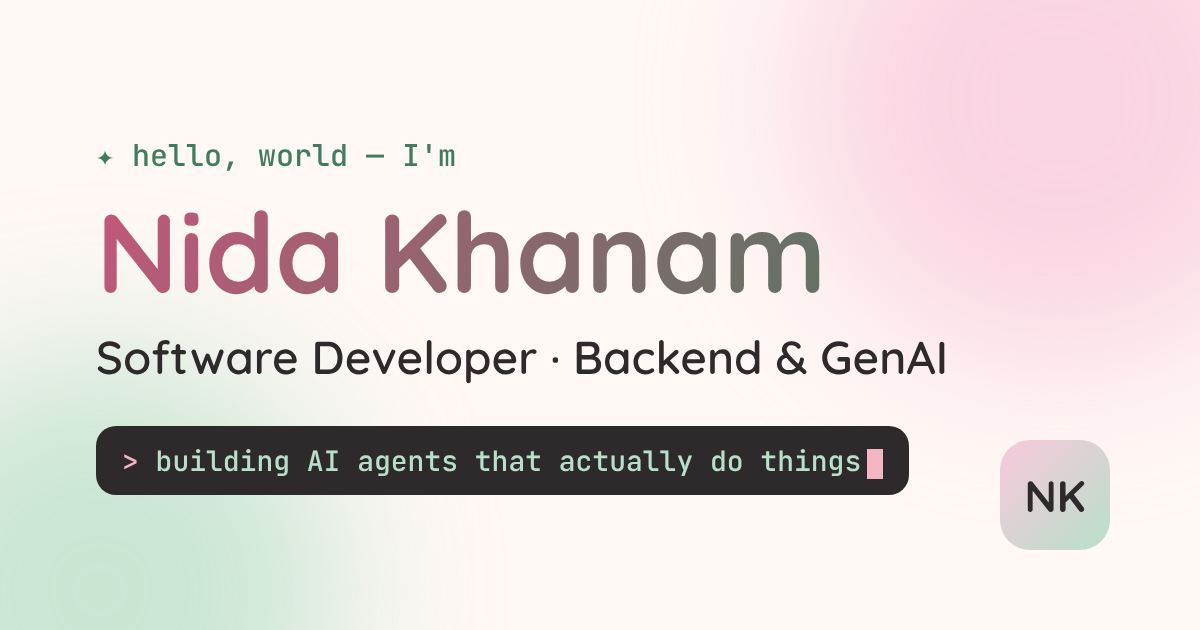 ✦ hello, world — I'm
Nida Khanam
Software Developer · Backend & GenAI
> building AI agents that actually do things
NK